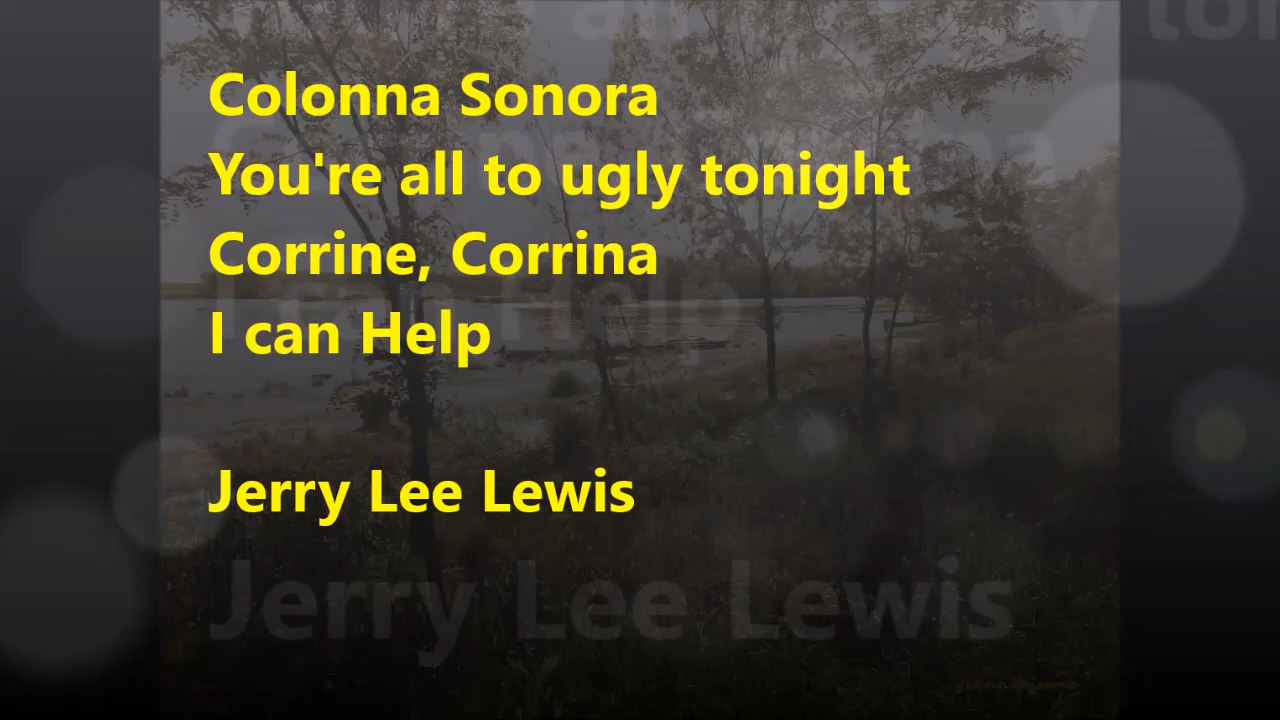 Colonna Sonora
You're all to ugly tonight
Corrine, Corrina
I can Help
Jerry Lee Lewis